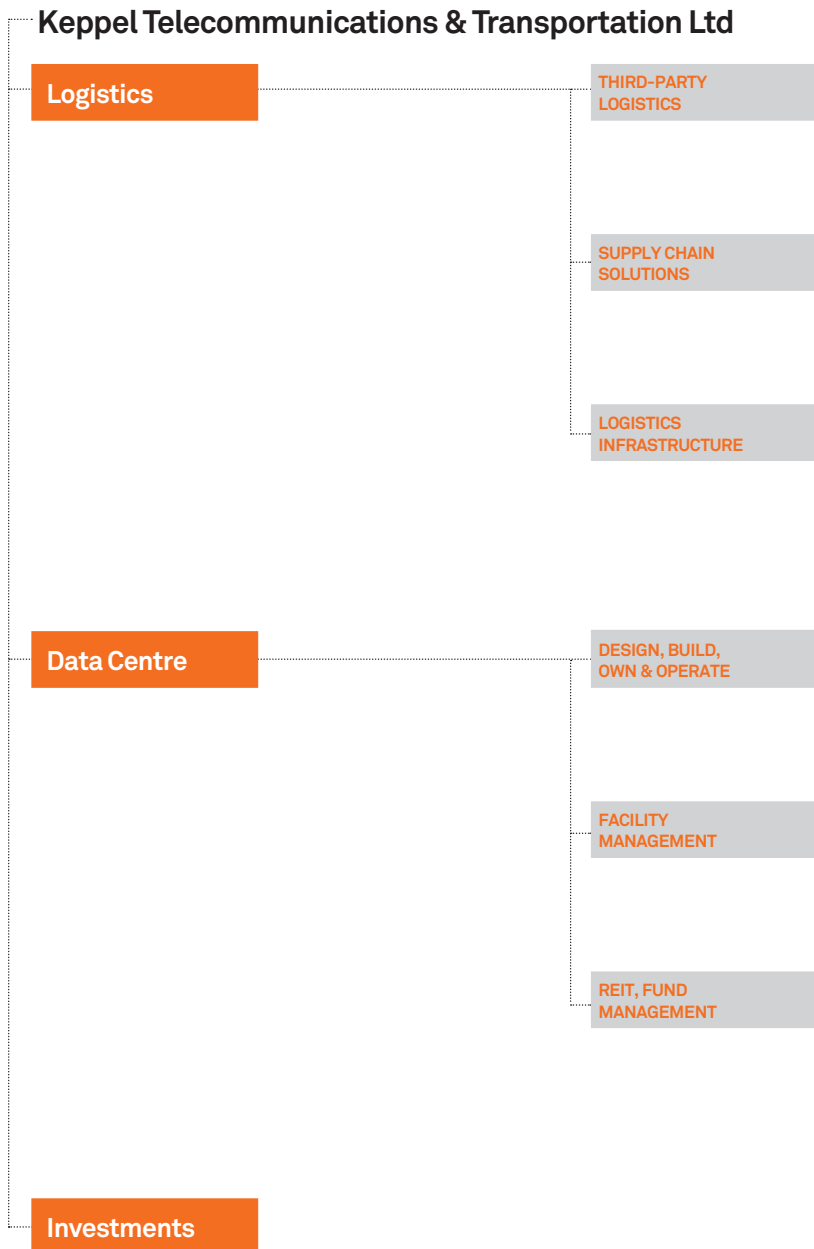 Keppel Telecommunications & Transportation Ltd
Logistics
THIRD-PARTY
LOGISTICS
SUPPLY CHAIN
SOLUTIONS
LOGISTICS
INFRASTRUCTURE
Data Centre
DESIGN, BUILD,
OWN & OPERATE
FACILITY
MANAGEMENT
REIT, FUND
MANAGEMENT
Investments